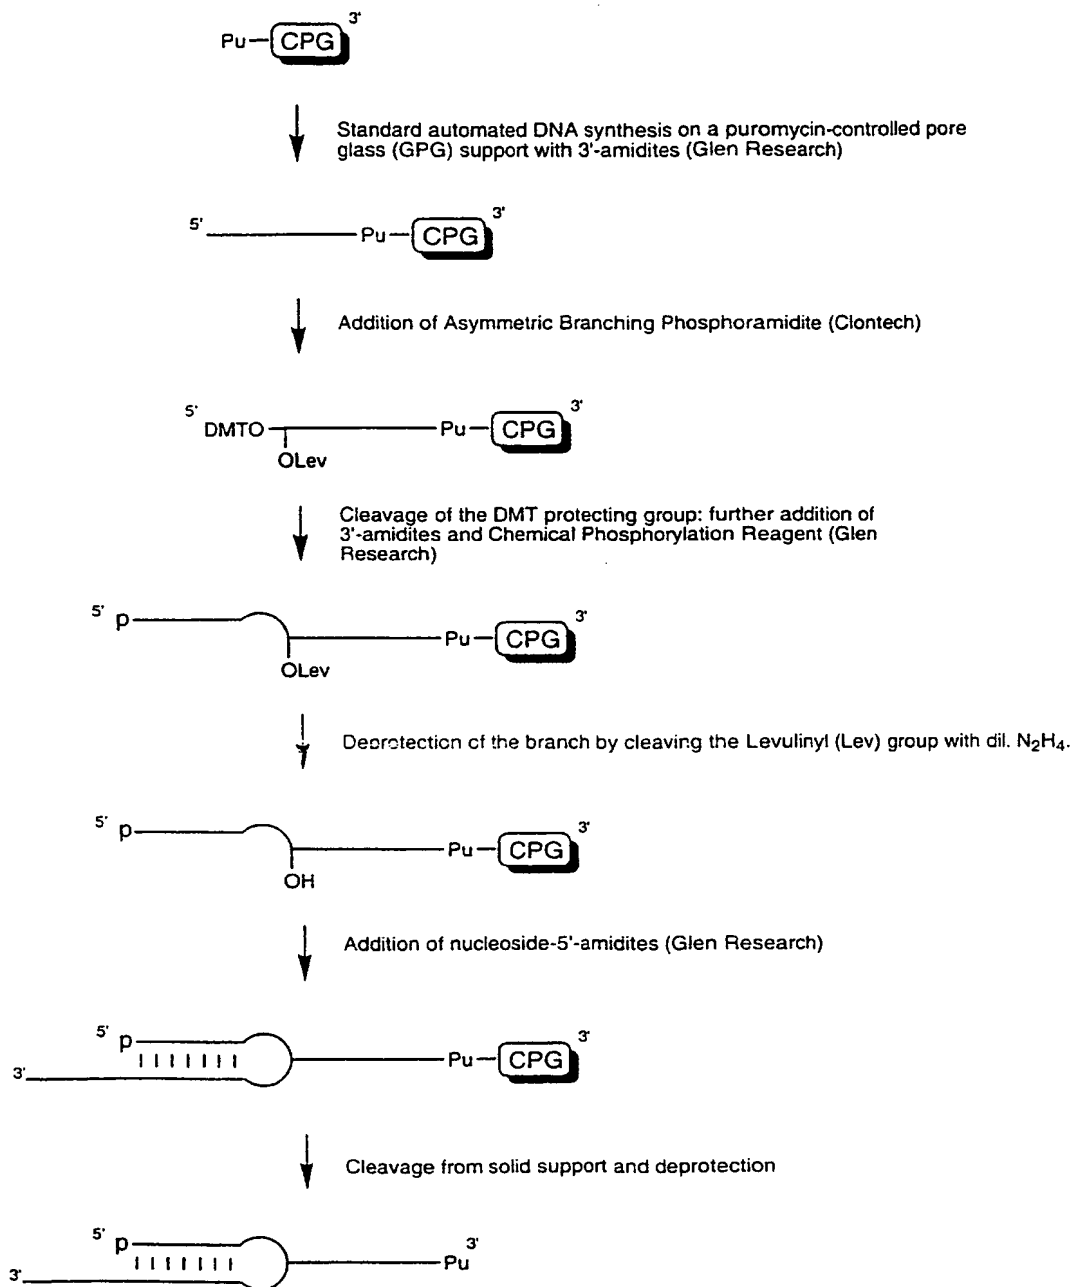 3'
Pu CPG
Standard automated DNA synthesis on a puromycin-controlled pore
glass (GPG) support with 3'-amidites (Glen Research)
5' Pu CPG 3'
Addition of Asymmetric Branching Phosphoramidite (Clontech)
5' DMTO Pu CPG 3'
OLev
Cleavage of the DMT protecting group: further addition of
3'-amidites and Chemical Phosphorylation Reagent (Glen
Research)
5' p Pu CPG 3'
OLev
Deprotection of the branch by cleaving the Levulinyl (Lev) group with dil. N₂H₄.
5' p Pu CPG 3'
OH
Addition of nucleoside-5'-amidites (Glen Research)
5' p Pu CPG 3'
3'
Cleavage from solid support and deprotection
5' p Pu 3'
3'